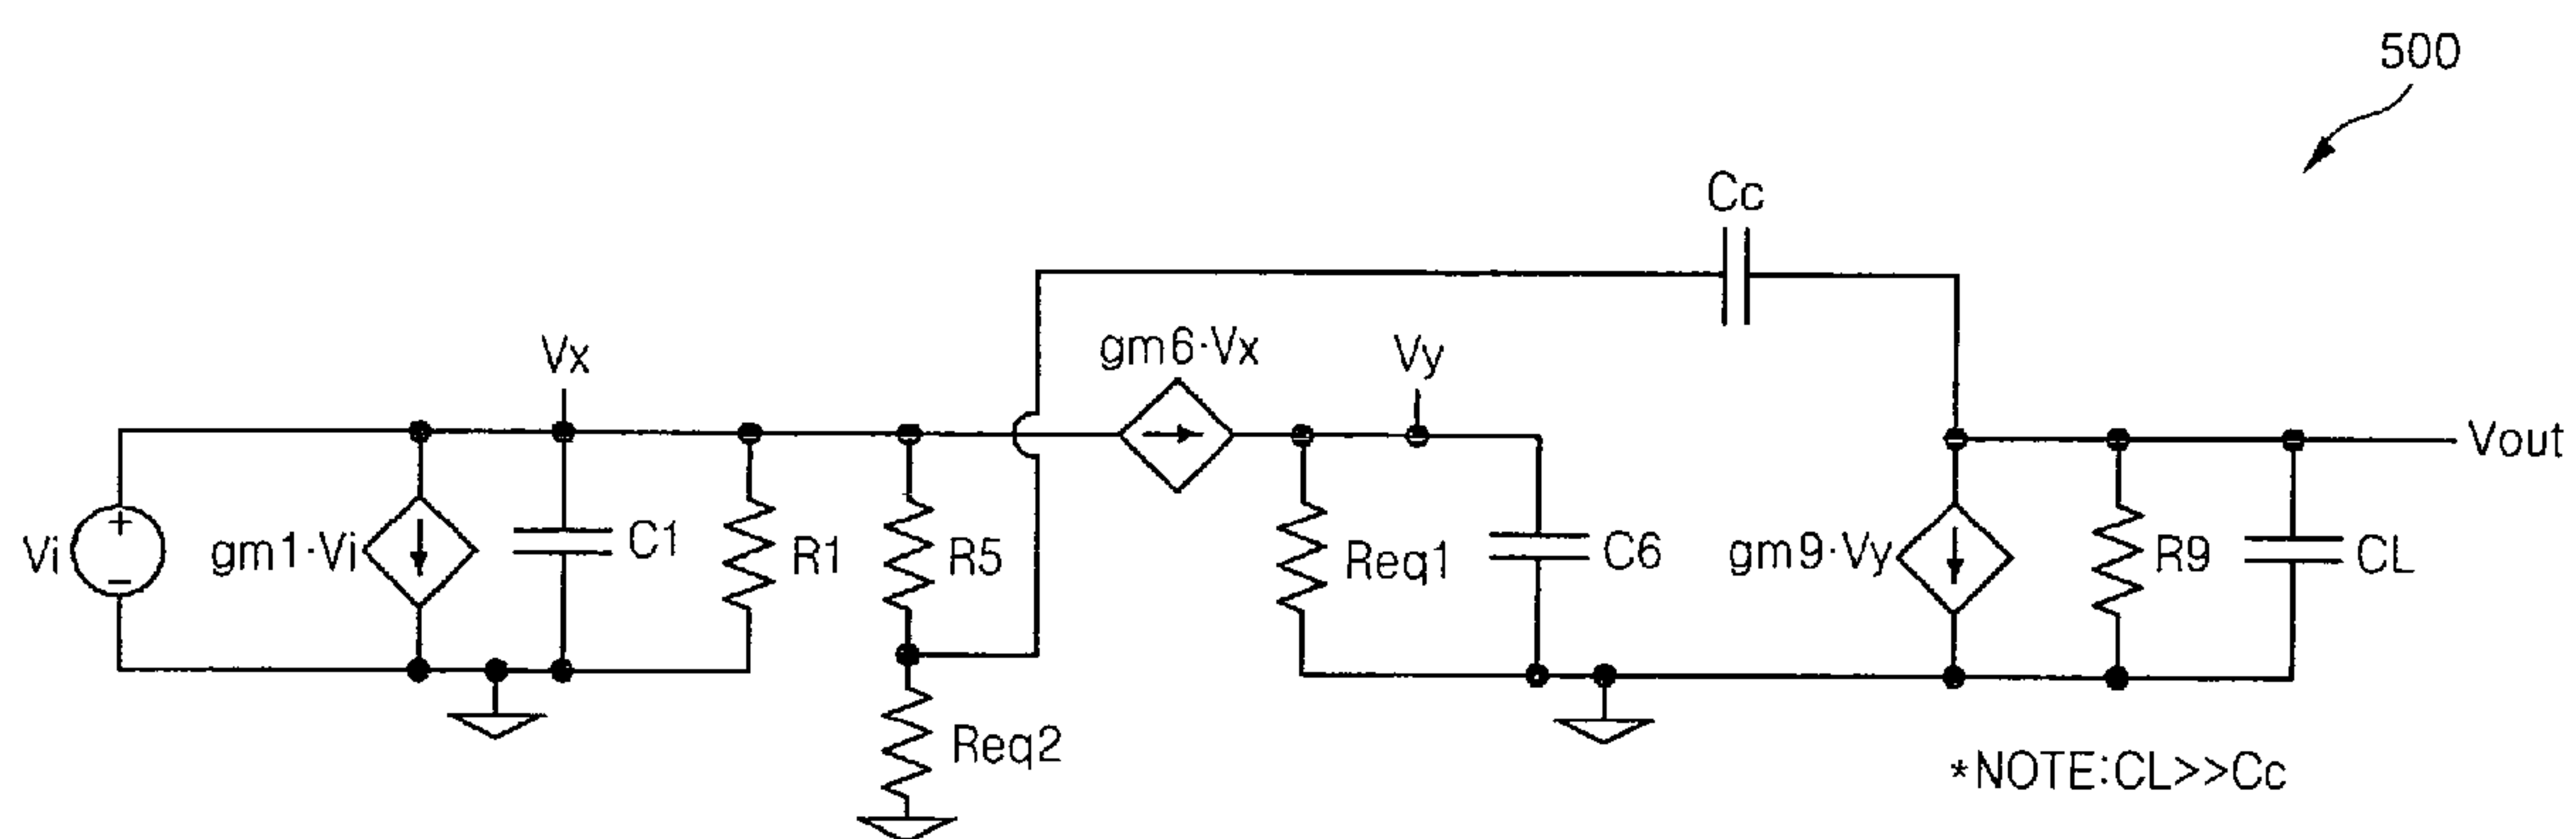 500
Cc
Vx
gm6·Vx
Vy
Vout
Vi
+
−
gm1·Vi
C1
R1
R5
Req1
C6
gm9·Vy
R9
CL
Req2
*NOTE:CL>>Cc